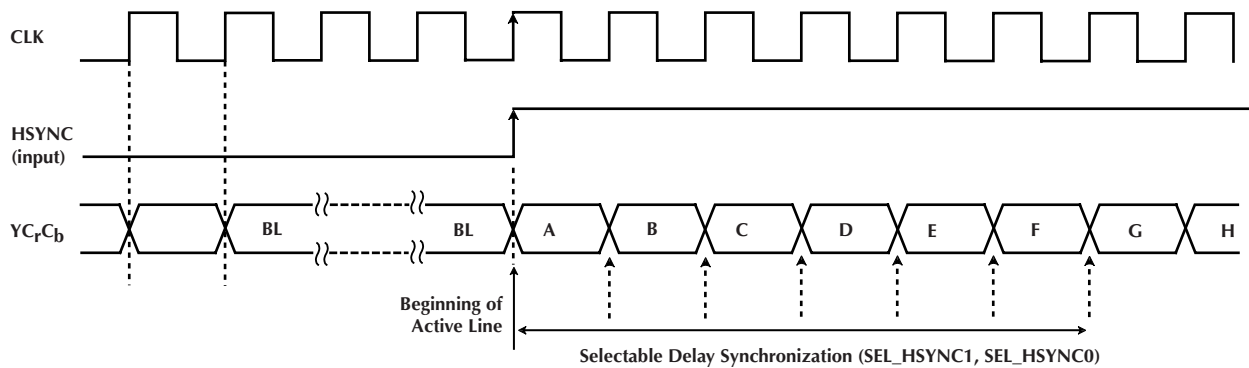 CLK
HSYNC
(input)
YCrCb
BL
BL
A
B
C
D
E
F
G
H
Beginning of
Active Line
Selectable Delay Synchronization (SEL_HSYNC1, SEL_HSYNC0)